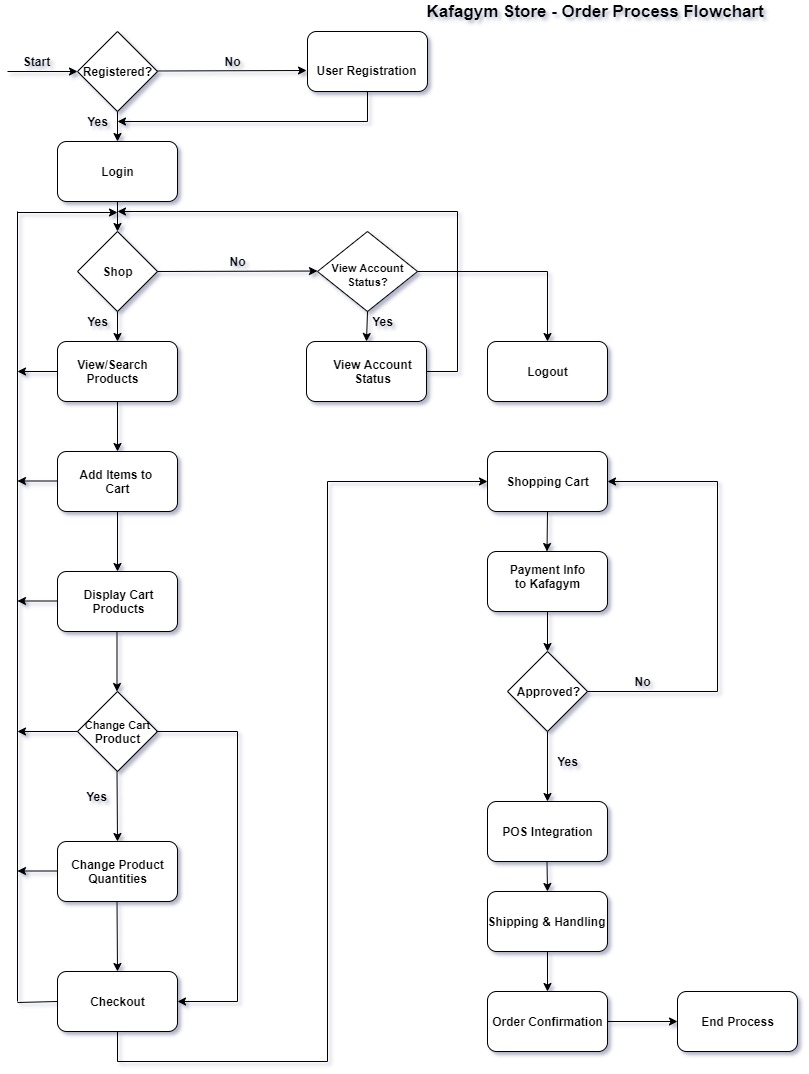 Kafagym Store - Order Process Flowchart
Start
Registered?
No
User Registration
Yes
Login
Shop
No
View Account
Status?
Yes
Yes
View/Search
Products
View Account
Status
Logout
Add Items to
Cart
Shopping Cart
Display Cart
Products
Payment Info
to Kafagym
Approved?
No
Change Cart
Product
Yes
Yes
POS Integration
Change Product
Quantities
Shipping & Handling
Checkout
Order Confirmation
End Process